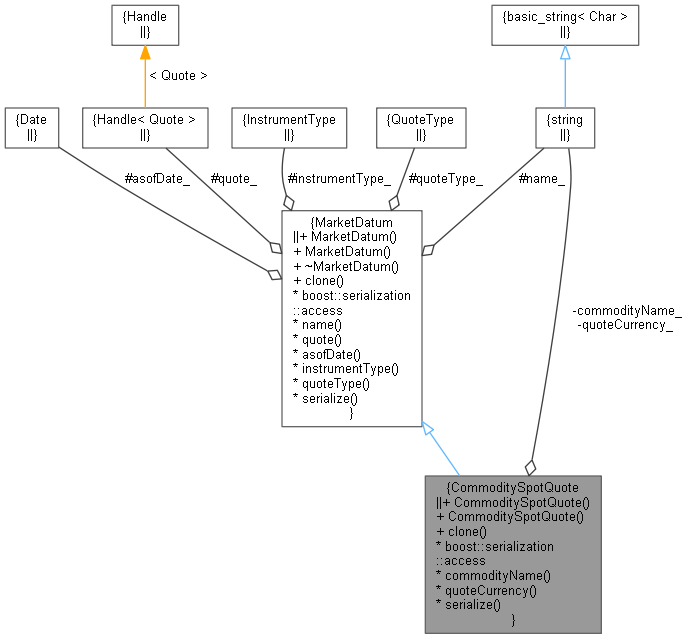 {Handle
||}
{basic_string< Char >
||}
< Quote >
{Date
||}
{Handle< Quote >
||}
{InstrumentType
||}
{QuoteType
||}
{string
||}
#asofDate_
#quote_
#instrumentType_
#quoteType_
#name_
{MarketDatum
||+ MarketDatum()
+ MarketDatum()
+ ~MarketDatum()
+ clone()
* boost::serialization
::access
* name()
* quote()
* asofDate()
* instrumentType()
* quoteType()
* serialize()
}
-commodityName_
-quoteCurrency_
{CommoditySpotQuote
||+ CommoditySpotQuote()
+ CommoditySpotQuote()
+ clone()
* boost::serialization
::access
* commodityName()
* quoteCurrency()
* serialize()
}